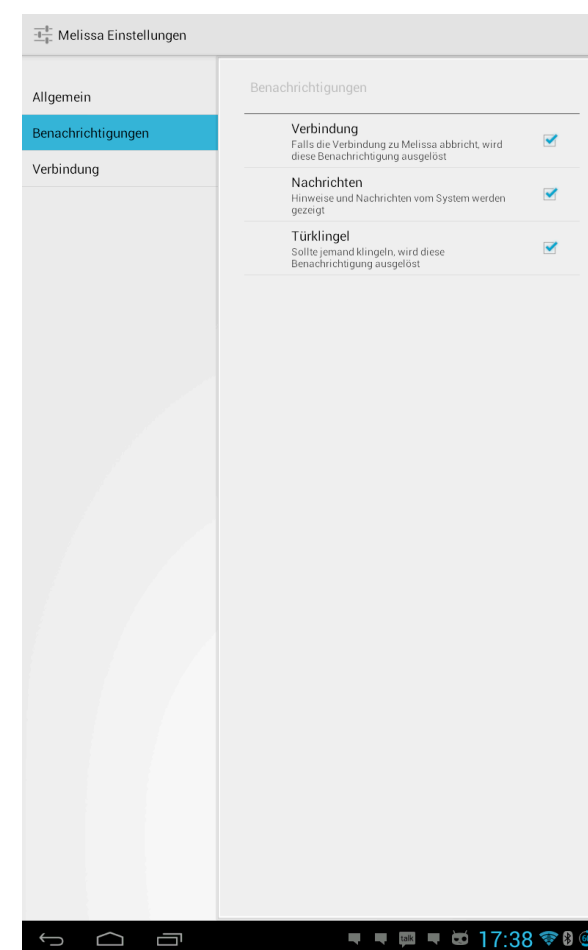 Melissa Einstellungen
Allgemein
Benachrichtigungen
Verbindung
Benachrichtigungen
Verbindung
Falls die Verbindung zu Melissa abbricht, wird
diese Benachrichtigung ausgelöst
Nachrichten
Hinweise und Nachrichten vom System werden
gezeigt
Türklingel
Sollte jemand klingeln, wird diese
Benachrichtigung ausgelöst
talk
17:38